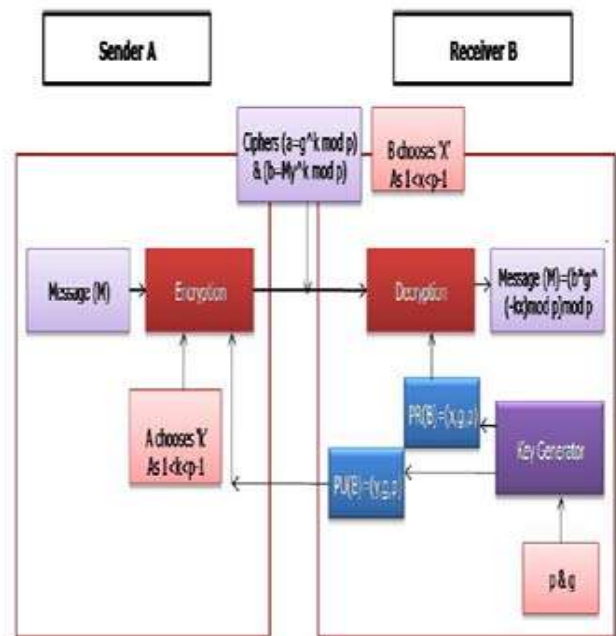 Sender A
Receiver B
Ciphers (a=g^k mod p)
& (b=My^k mod p)
B chooses 'X'
As 1<x<p-1
Message (M)
Encryption
Decryption
Message (M)=(b*g^
(-kx)mod p)mod p
A chooses 'k'
As 1<k<p-1
PR(B) =(x,g,p)
PU(B) =(y,g,p)
Key Generator
p & g